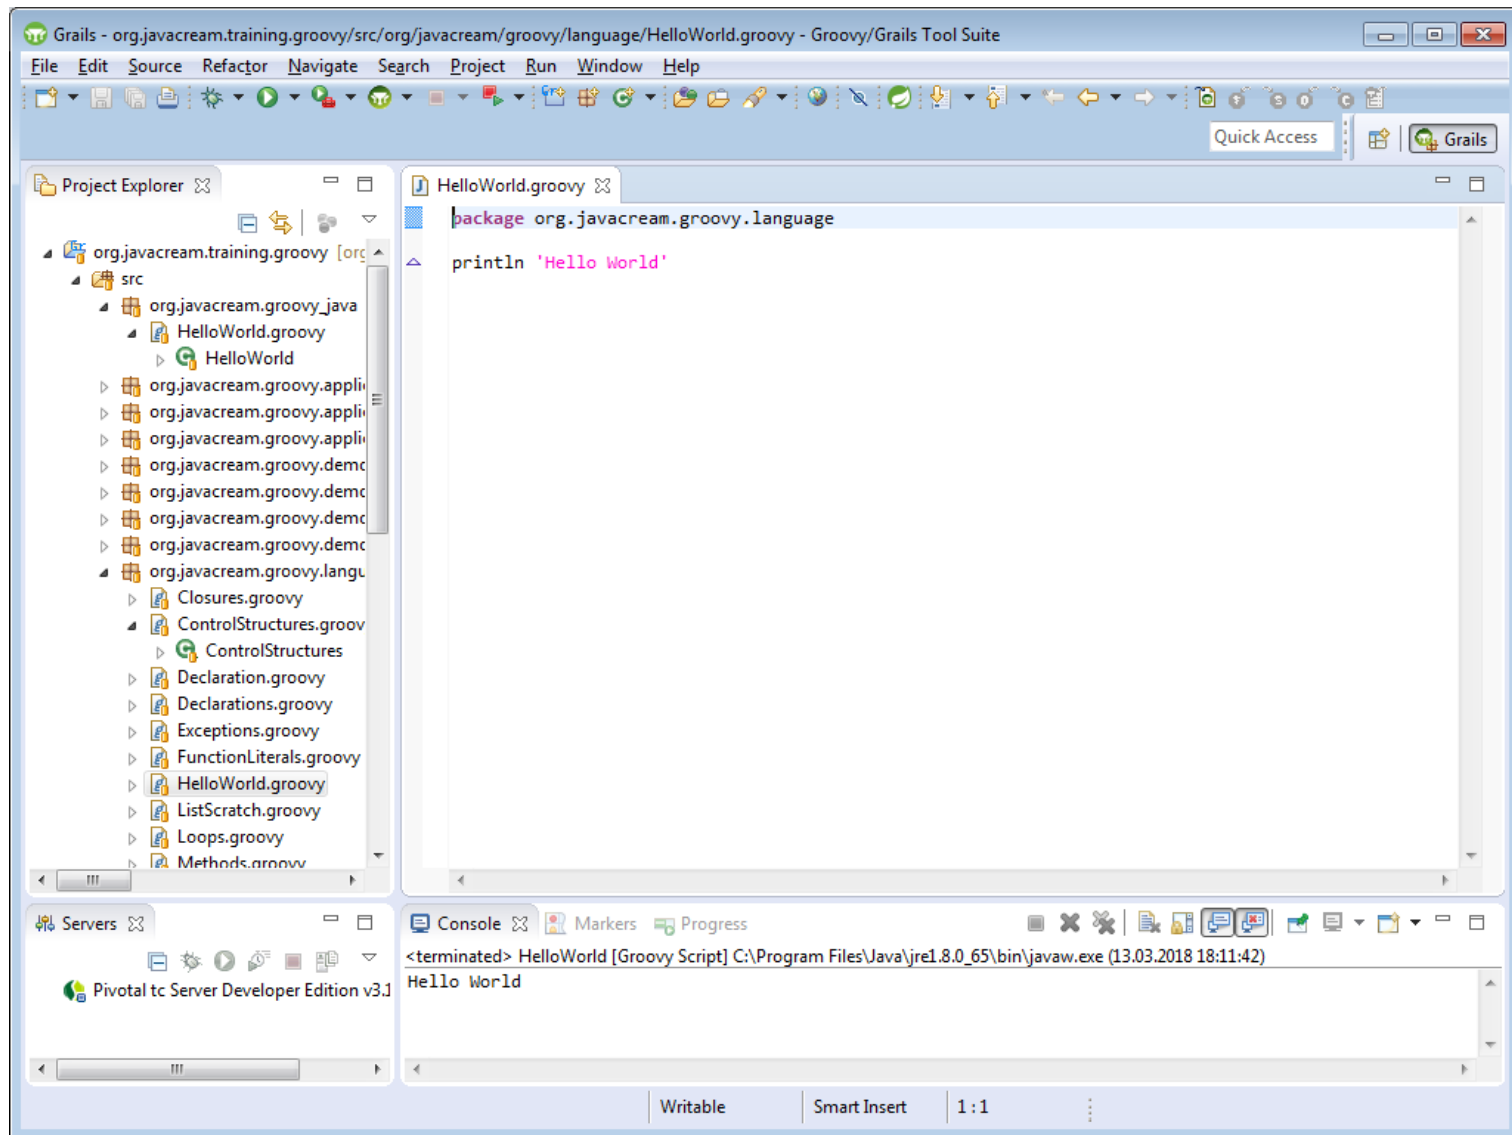 Grails - org.javacream.training.groovy/src/org/javacream/groovy/language/HelloWorld.groovy - Groovy/Grails Tool Suite
File Edit Source Refactor Navigate Search Project Run Window Help
Quick Access Grails
Project Explorer
org.javacream.training.groovy [org
src
org.javacream.groovy_java
HelloWorld.groovy
HelloWorld
org.javacream.groovy.applic
org.javacream.groovy.applic
org.javacream.groovy.applic
org.javacream.groovy.demo
org.javacream.groovy.demo
org.javacream.groovy.demo
org.javacream.groovy.demo
org.javacream.groovy.langu
Closures.groovy
ControlStructures.groov
ControlStructures
Declaration.groovy
Declarations.groovy
Exceptions.groovy
FunctionLiterals.groovy
HelloWorld.groovy
ListScratch.groovy
Loops.groovy
Methods.groovy
HelloWorld.groovy
package org.javacream.groovy.language
println 'Hello World'
Servers
Pivotal tc Server Developer Edition v3.1
Console Markers Progress
<terminated> HelloWorld [Groovy Script] C:\Program Files\Java\jre1.8.0_65\bin\javaw.exe (13.03.2018 18:11:42)
Hello World
Writable Smart Insert 1 : 1